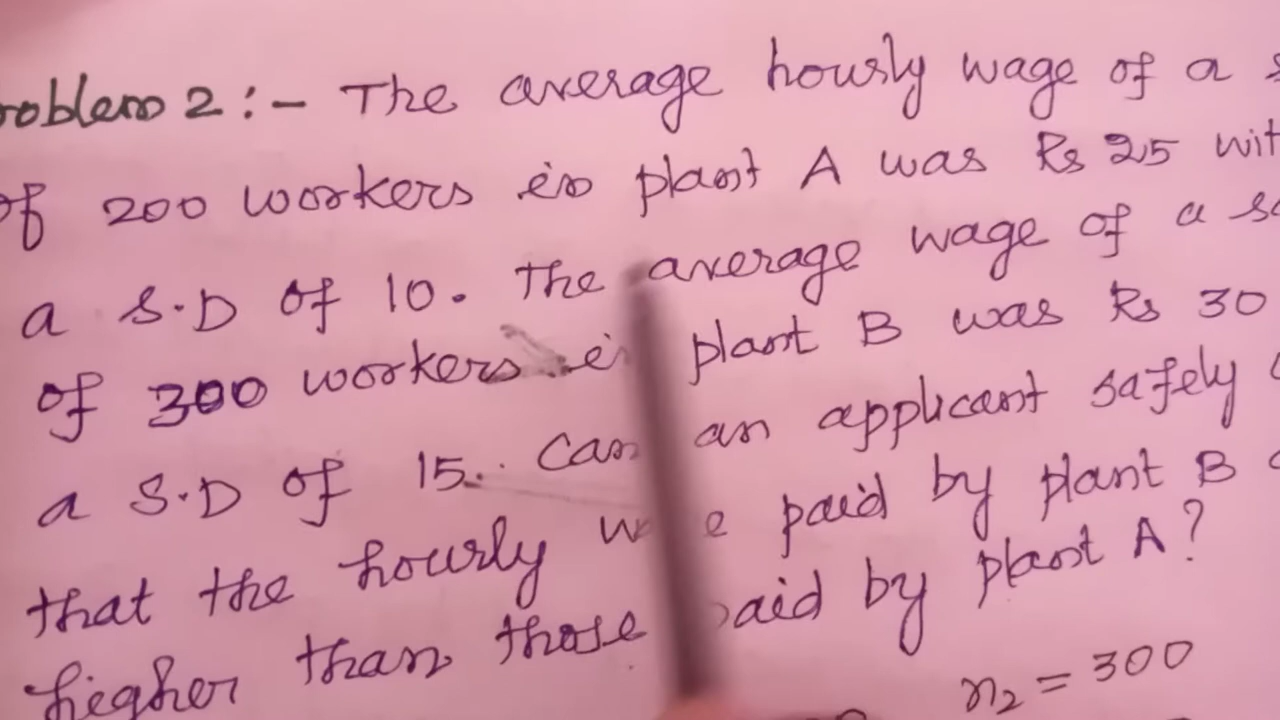 roblem 2:- The average hourly wage of a s
of 200 workers in plant A was Rs 25 wit
a S.D of 10. The average wage of a sa
of 300 workers i plant B was Rs 30
a S.D of 15. Can an applicant safely
that the hourly w e paid by plant B
higher than those paid by plant A?
n2 = 300